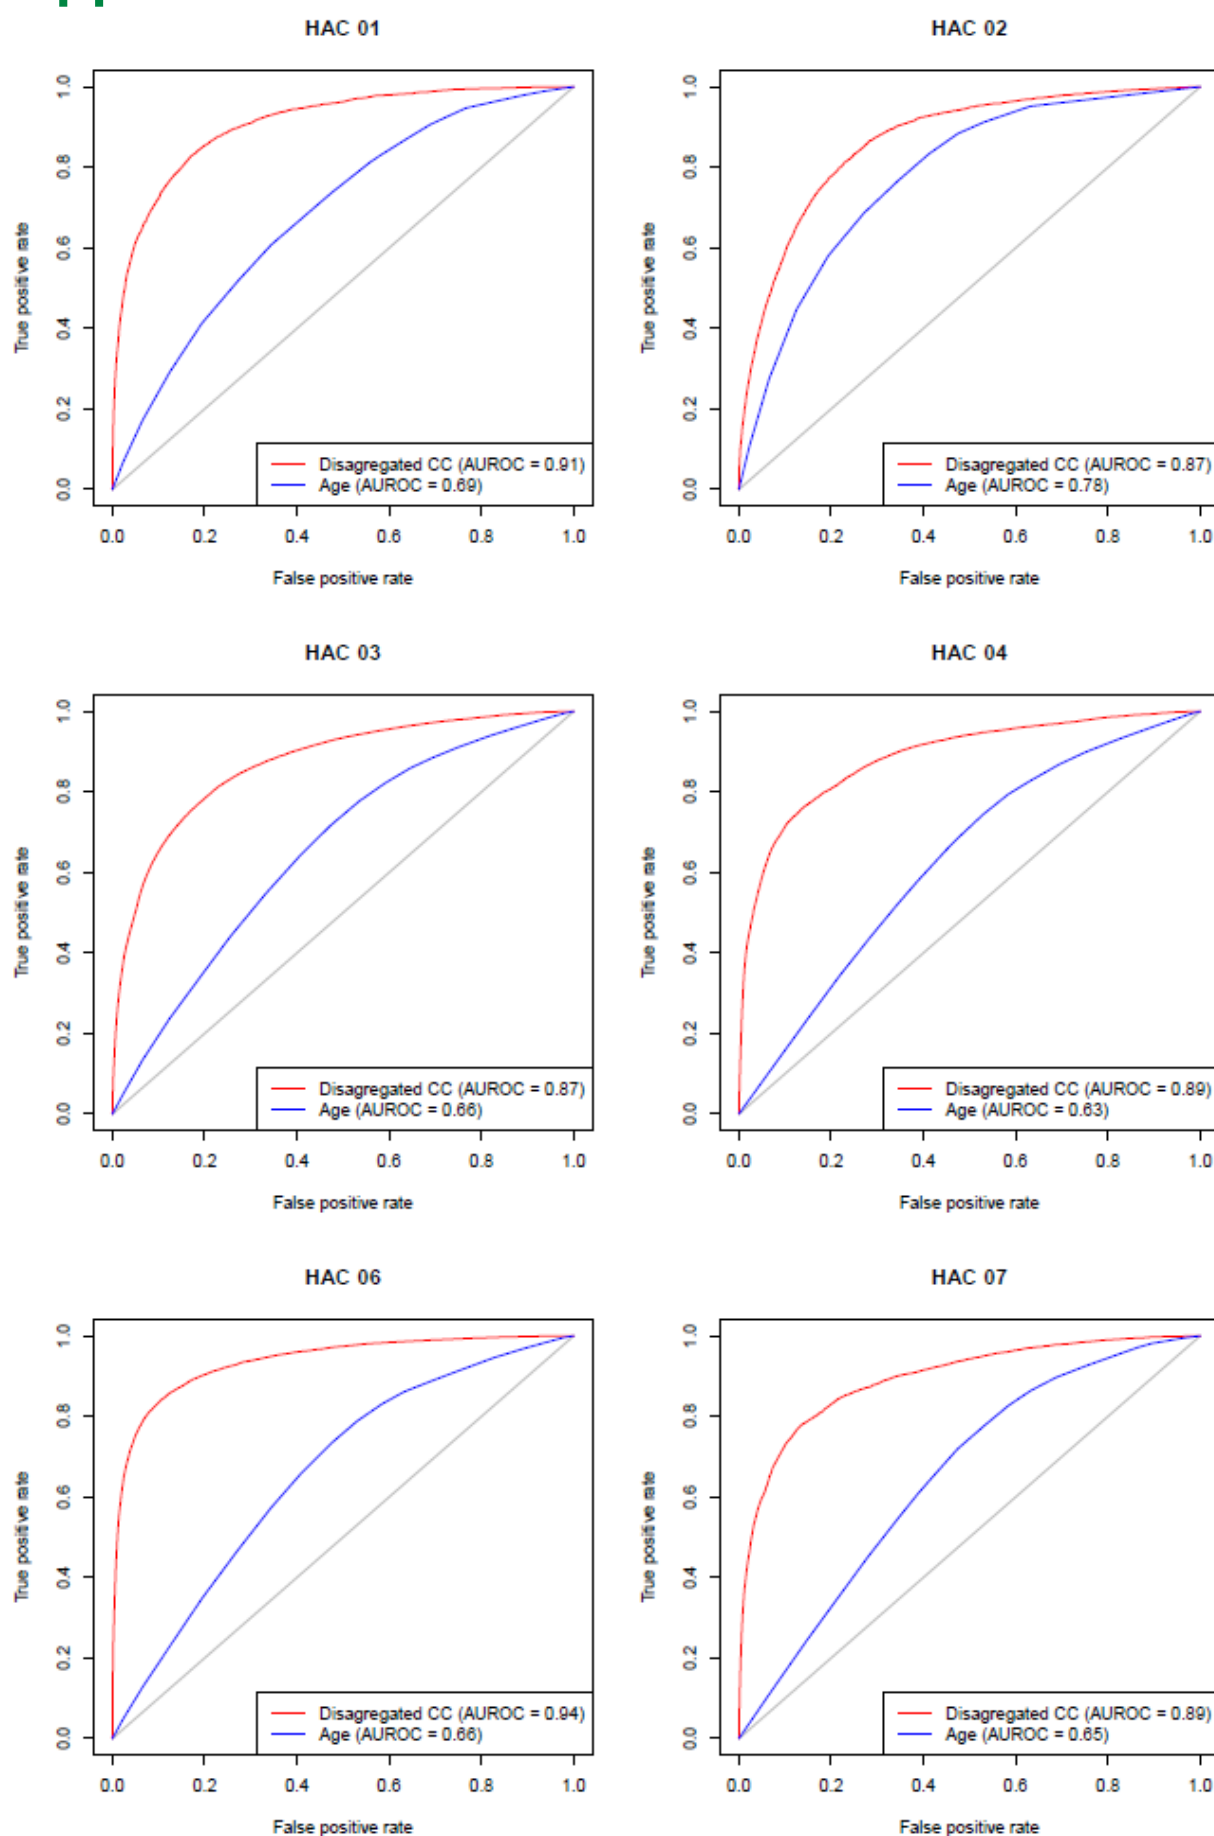 HAC 01
True positive rate
1.0
0.8
0.6
0.4
0.2
0.0
Disagregated CC (AUROC = 0.91)
Age (AUROC = 0.69)
0.0 0.2 0.4 0.6 0.8 1.0
False positive rate
HAC 02
True positive rate
1.0
0.8
0.6
0.4
0.2
0.0
Disagregated CC (AUROC = 0.87)
Age (AUROC = 0.78)
0.0 0.2 0.4 0.6 0.8 1.0
False positive rate
HAC 03
True positive rate
1.0
0.8
0.6
0.4
0.2
0.0
Disagregated CC (AUROC = 0.87)
Age (AUROC = 0.66)
0.0 0.2 0.4 0.6 0.8 1.0
False positive rate
HAC 04
True positive rate
1.0
0.8
0.6
0.4
0.2
0.0
Disagregated CC (AUROC = 0.89)
Age (AUROC = 0.63)
0.0 0.2 0.4 0.6 0.8 1.0
False positive rate
HAC 06
True positive rate
1.0
0.8
0.6
0.4
0.2
0.0
Disagregated CC (AUROC = 0.94)
Age (AUROC = 0.66)
0.0 0.2 0.4 0.6 0.8 1.0
False positive rate
HAC 07
True positive rate
1.0
0.8
0.6
0.4
0.2
0.0
Disagregated CC (AUROC = 0.89)
Age (AUROC = 0.65)
0.0 0.2 0.4 0.6 0.8 1.0
False positive rate